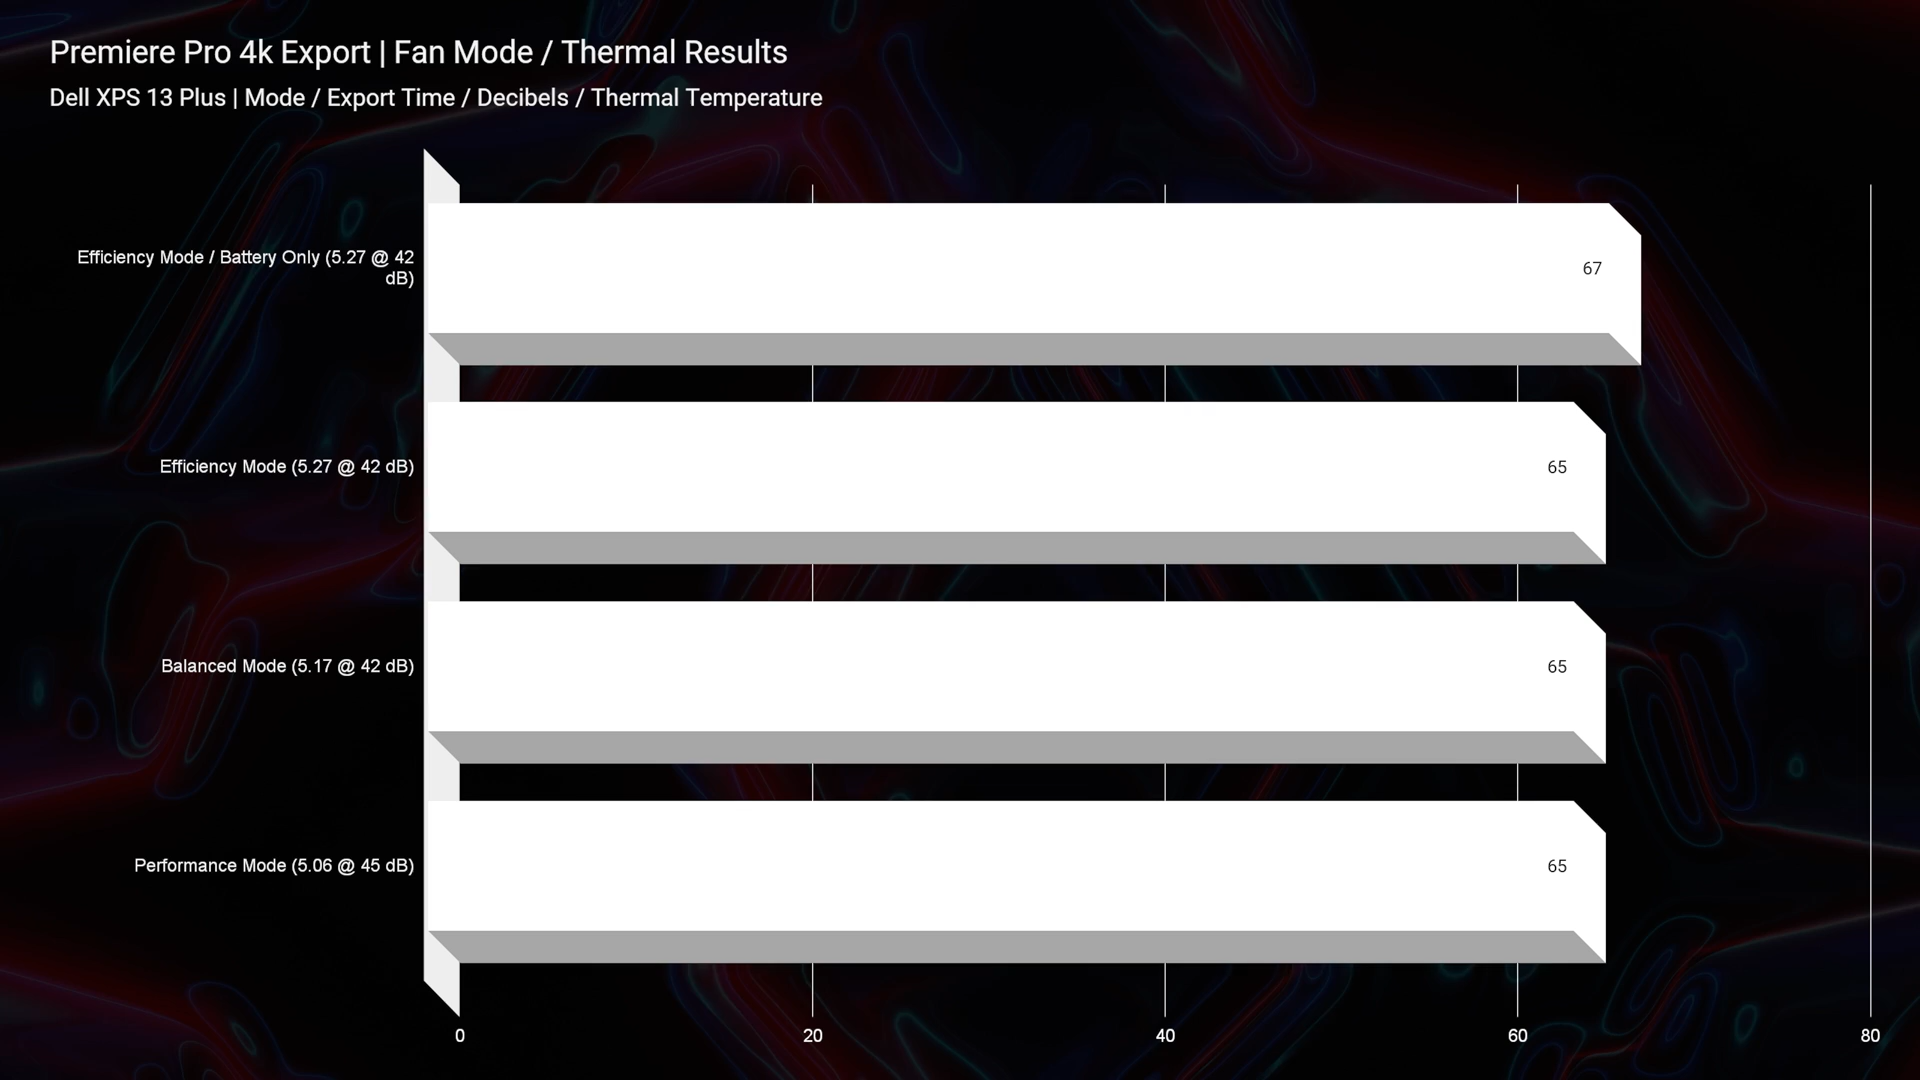 Premiere Pro 4k Export | Fan Mode / Thermal Results
Dell XPS 13 Plus | Mode / Export Time / Decibels / Thermal Temperature
Efficiency Mode / Battery Only (5.27 @ 42
dB)
67
Efficiency Mode (5.27 @ 42 dB)
65
Balanced Mode (5.17 @ 42 dB)
65
Performance Mode (5.06 @ 45 dB)
65
0 20 40 60 80